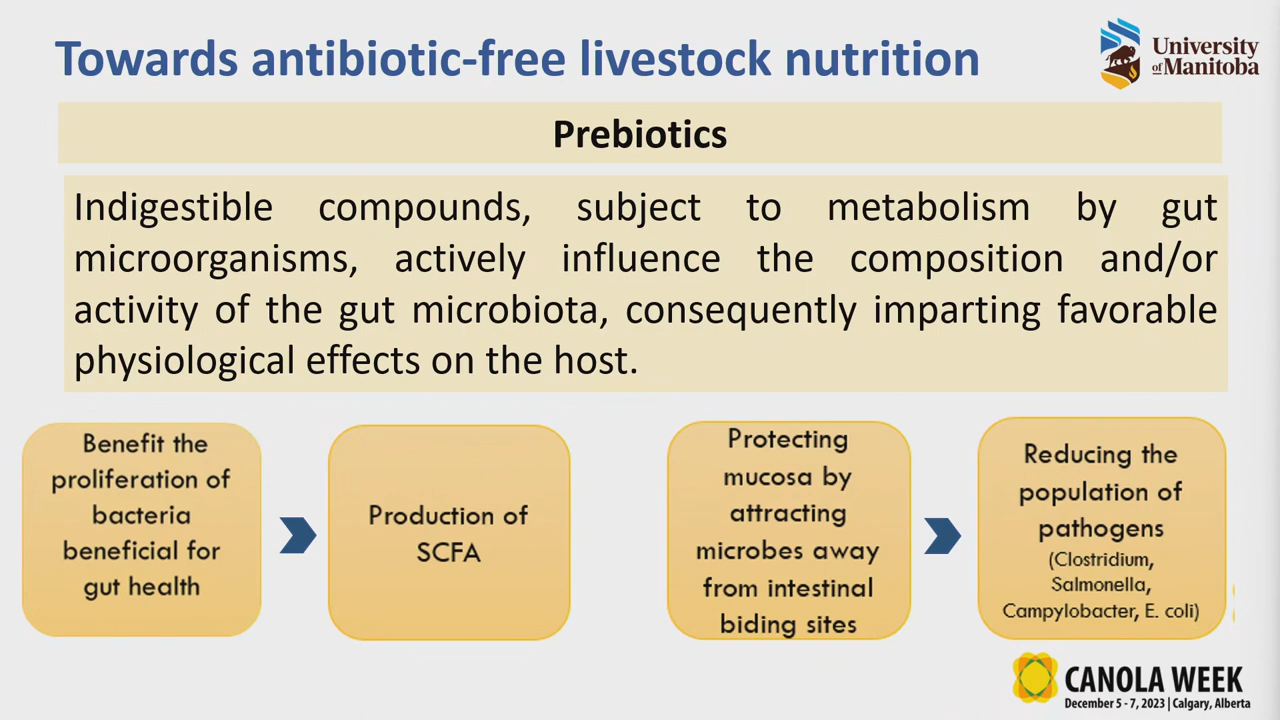 Towards antibiotic-free livestock nutrition
University
of Manitoba
Prebiotics
Indigestible compounds, subject to metabolism by gut
microorganisms, actively influence the composition and/or
activity of the gut microbiota, consequently imparting favorable
physiological effects on the host.
Benefit the
proliferation of
bacteria
beneficial for
gut health
Production of
SCFA
Protecting
mucosa by
attracting
microbes away
from intestinal
biding sites
Reducing the
population of
pathogens
(Clostridium,
Salmonella,
Campylobacter, E. coli)
CANOLA WEEK
December 5 - 7, 2023 | Calgary, Alberta